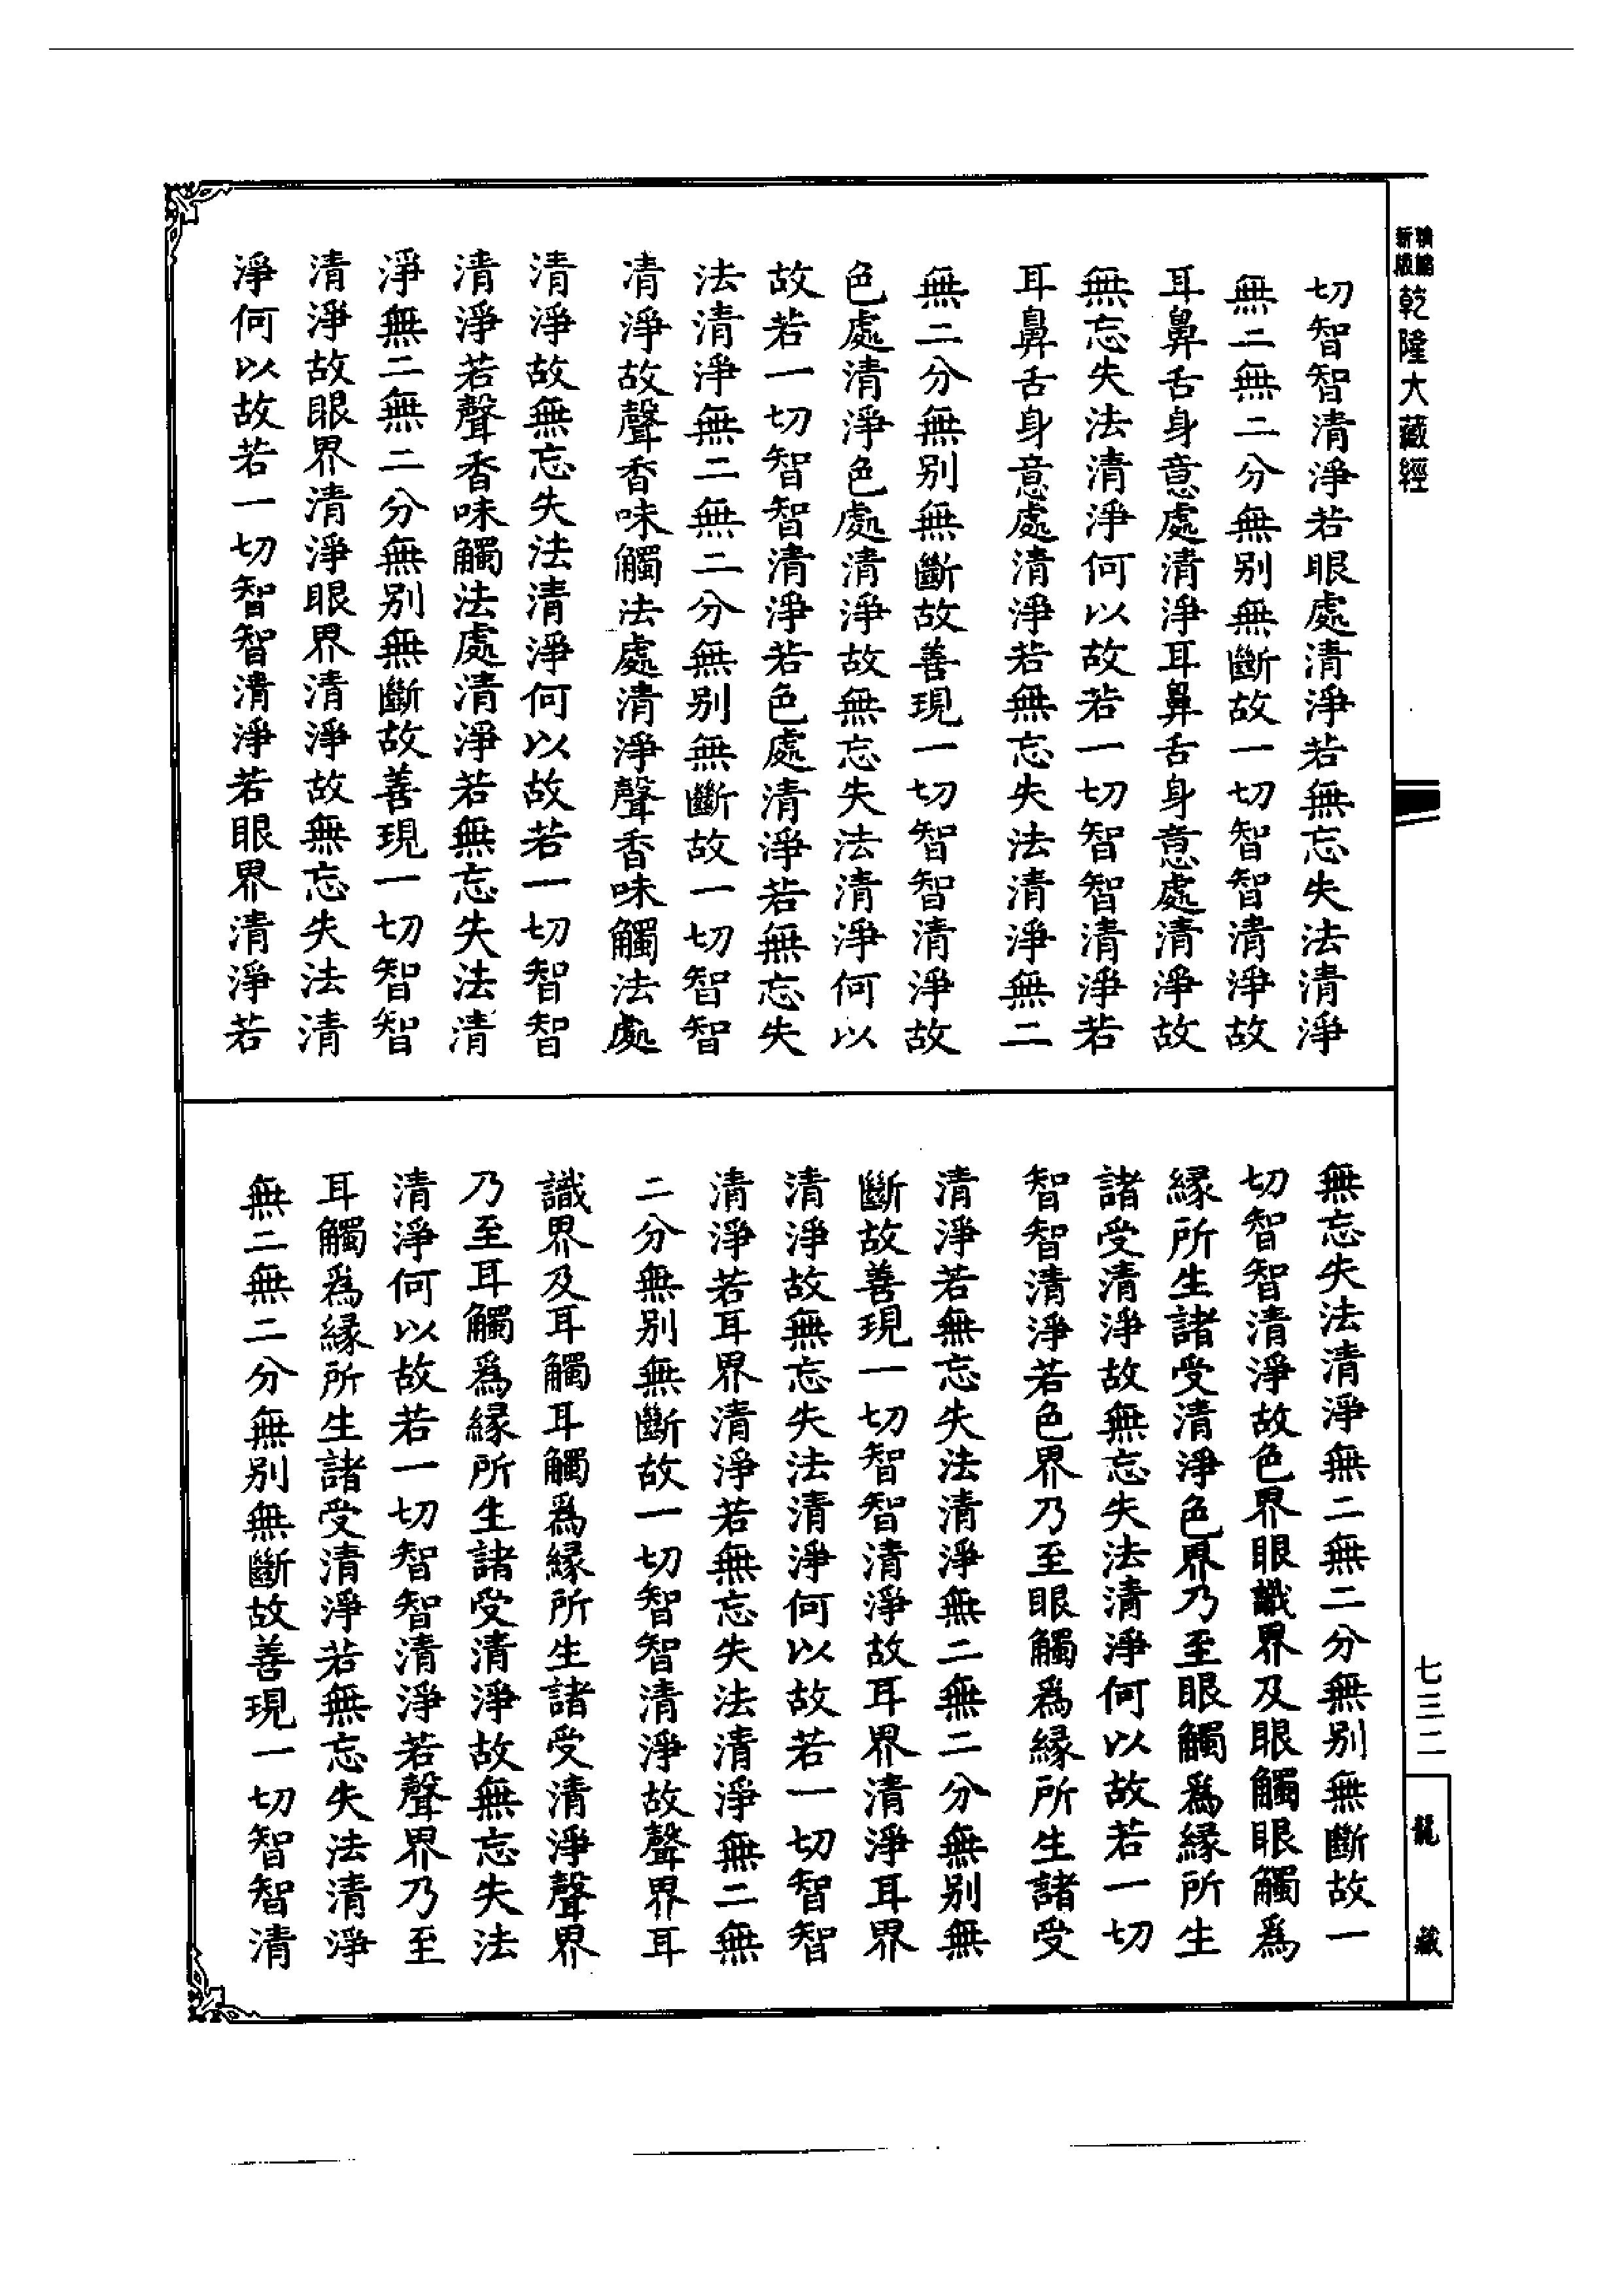 新版
乾隆大藏經
切智智清淨若眼處清淨若無忘失法清淨
無二無二分無别無斷故一切智智清淨故
耳鼻舌身意處清淨耳鼻舌身意處清淨故
無忘失法清淨何以故若一切智智清淨若
耳鼻舌身意處清淨若無忘失法清淨無二
無二分無别無斷故善現一切智智清淨故
色處清淨色處清淨故無忘失法清淨何以
故若一切智智清淨若色處清淨若無忘失
法清淨無二無二分無别無斷故一切智智
清淨故聲香味觸法處清淨聲香味觸法處
清淨故無忘失法清淨何以故若一切智智
清淨若聲香味觸法處清淨若無忘失法清
淨無二無二分無别無斷故善現一切智智
清淨故眼界清淨眼界清淨故無忘失法清
淨何以故若一切智智清淨若眼界清淨若
無忘失法清淨無二無二分無别無斷故一
切智智清淨故色界眼識界及眼觸眼觸爲
縁所生諸受清淨色界乃至眼觸爲縁所生
諸受清淨故無忘失法清淨何以故若一切
智智清淨若色界乃至眼觸爲縁所生諸受
清淨若無忘失法清淨無二無二分無别無
斷故善現一切智智清淨故耳界清淨耳界
清淨故無忘失法清淨何以故若一切智智
清淨若耳界清淨若無忘失法清淨無二無
二分無别無斷故一切智智清淨故聲界耳
識界及耳觸耳觸爲縁所生諸受清淨聲界
乃至耳觸爲縁所生諸受清淨故無忘失法
清淨何以故若一切智智清淨若聲界乃至
耳觸爲縁所生諸受清淨若無忘失法清淨
無二無二分無别無斷故善現一切智智清
七三二
龍藏